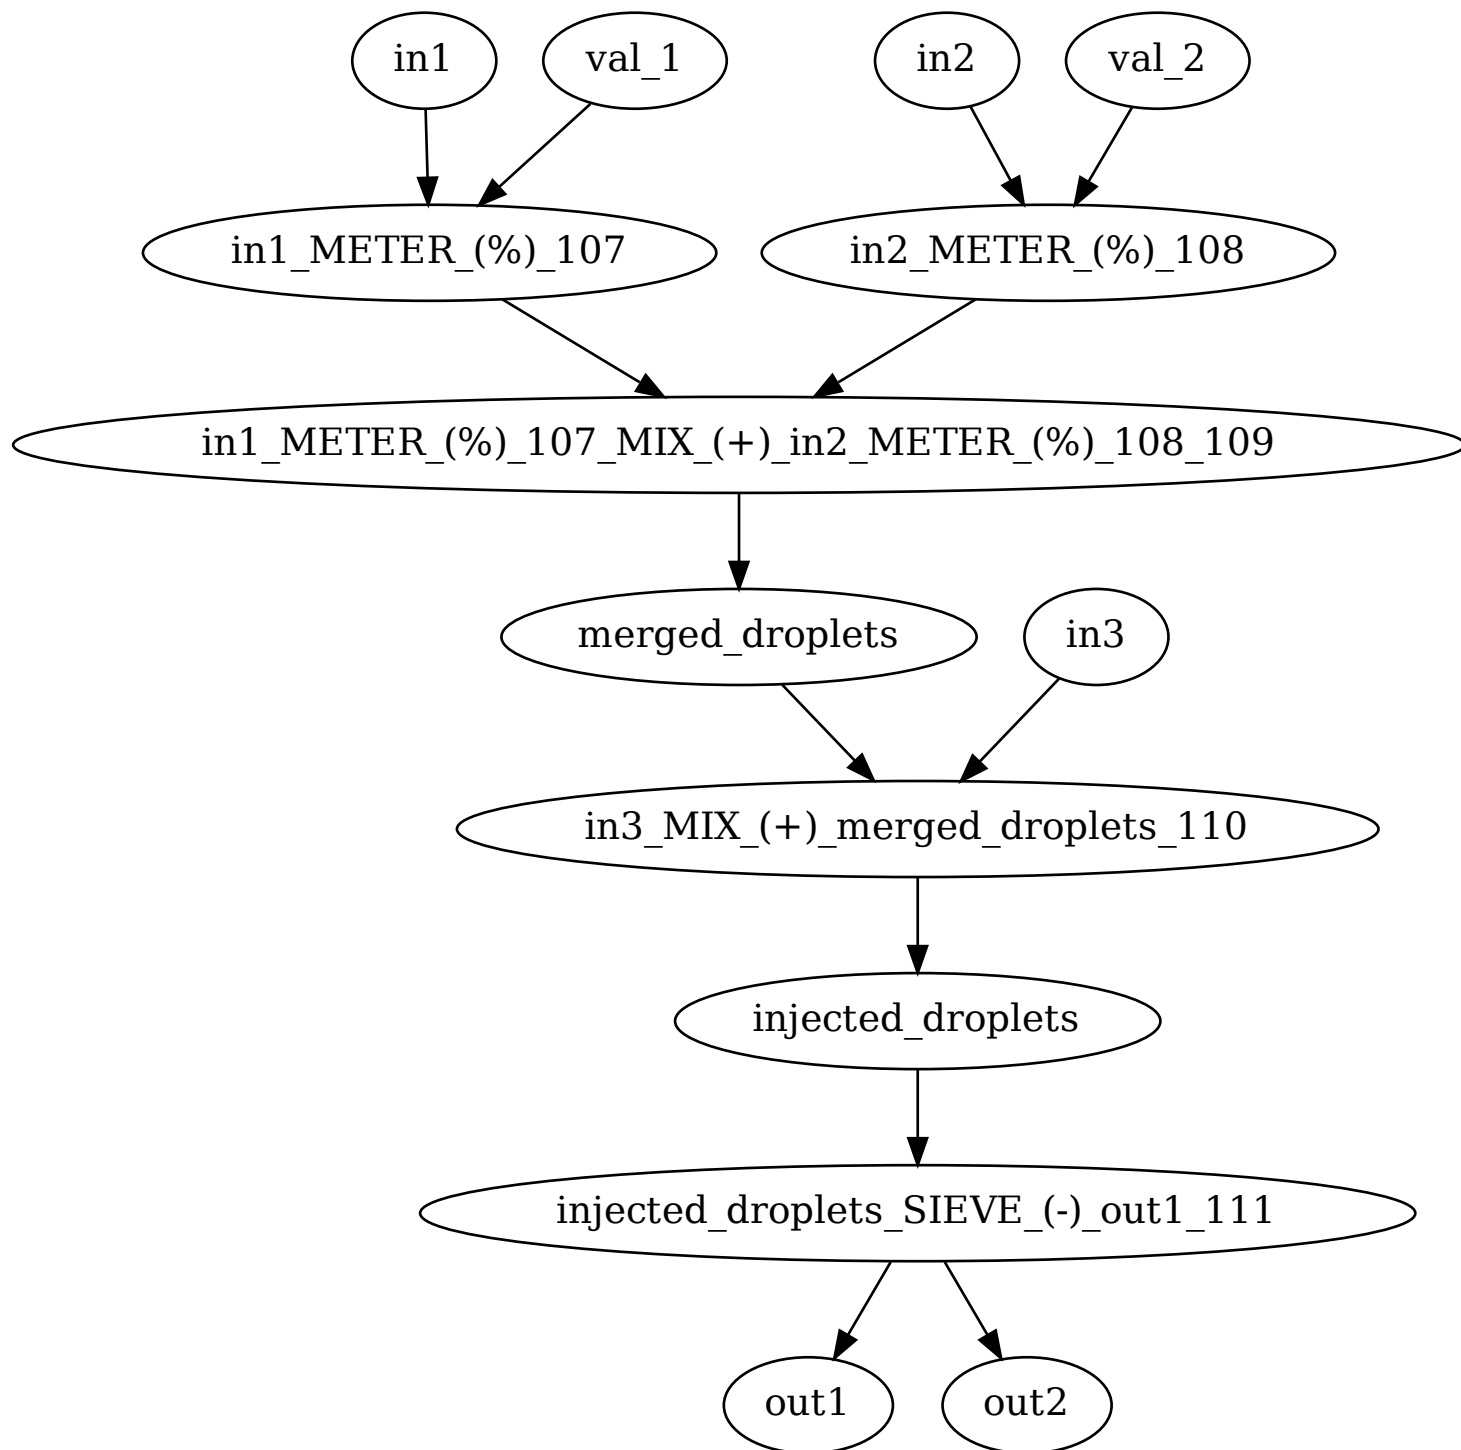 in1
val_1
in2
val_2
in1_METER_(%)_107
in2_METER_(%)_108
in1_METER_(%)_107_MIX_(+)_in2_METER_(%)_108_109
merged_droplets
in3
in3_MIX_(+)_merged_droplets_110
injected_droplets
injected_droplets_SIEVE_(-)_out1_111
out1
out2